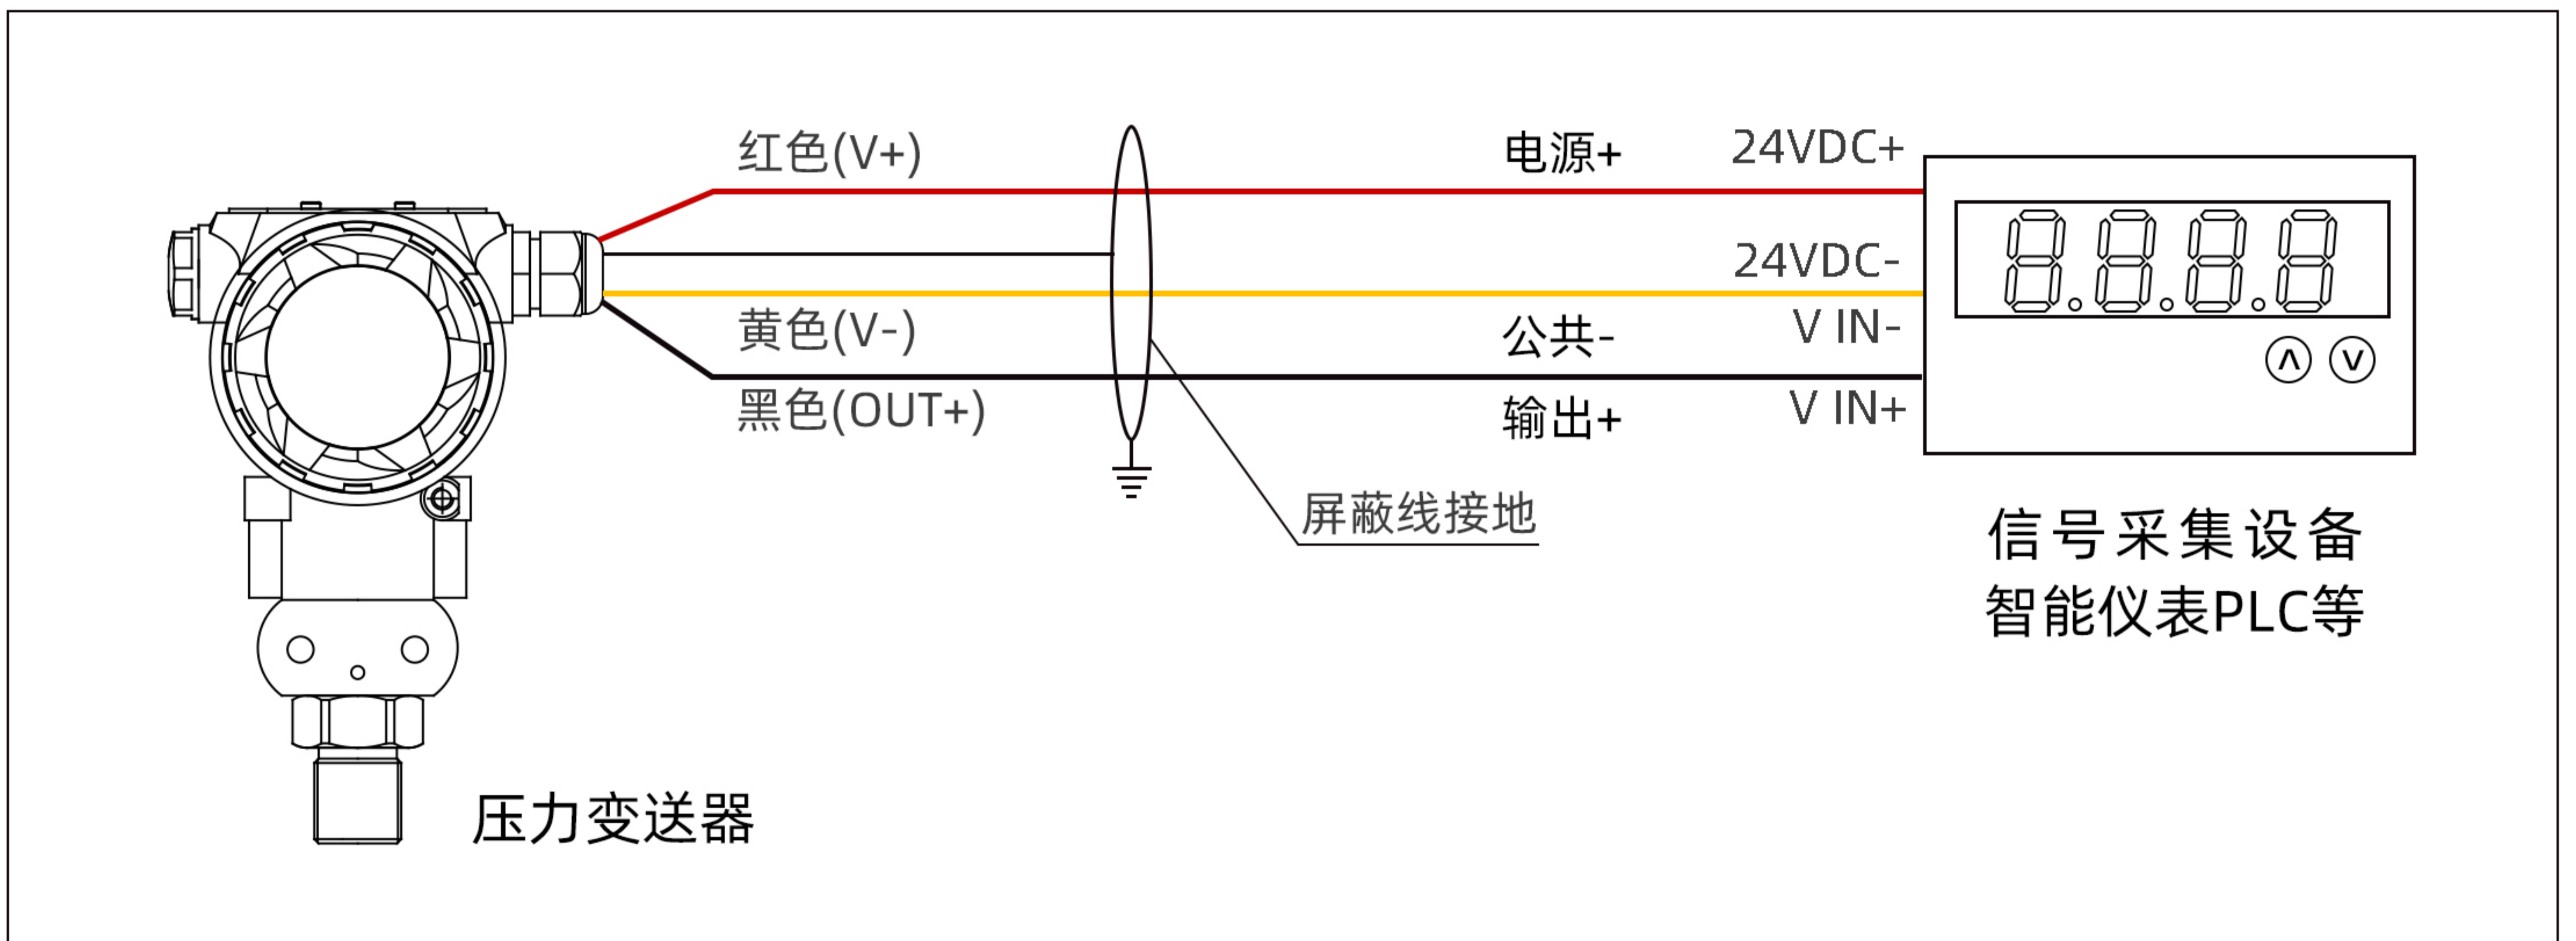 红色(V+)
电源+
24VDC+
24VDC-
黄色(V-)
公共-
V IN-
黑色(OUT+)
输出+
V IN+
屏蔽线接地
信号采集设备
智能仪表PLC等
压力变送器